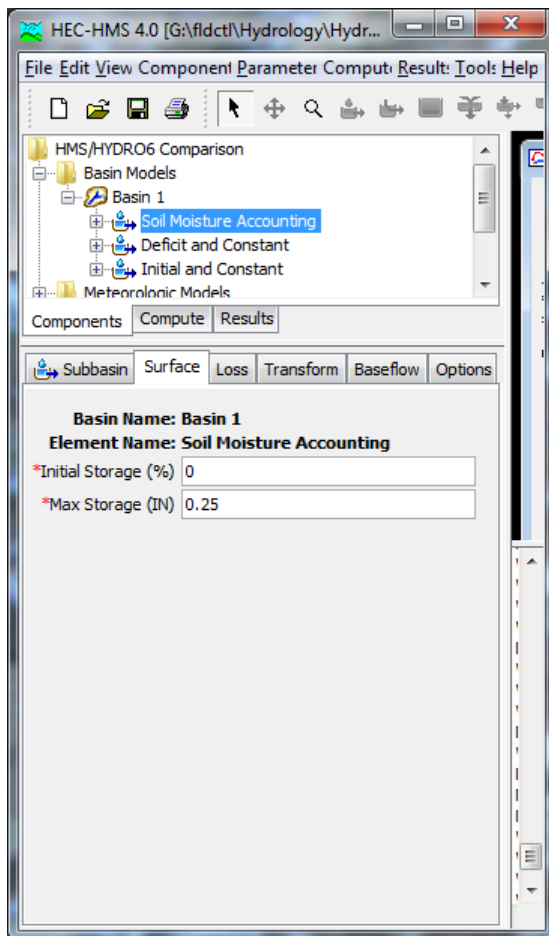 HEC-HMS 4.0 [G:\fldctl\Hydrology\Hydr...
File Edit View Component Parameter Comput Results Tools Help
HMS/HYDRO6 Comparison
Basin Models
Basin 1
Soil Moisture Accounting
Deficit and Constant
Initial and Constant
Meteorologic Models
Components Compute Results
Subbasin Surface Loss Transform Baseflow Options
Basin Name: Basin 1
Element Name: Soil Moisture Accounting
*Initial Storage (%) 0
*Max Storage (IN) 0.25